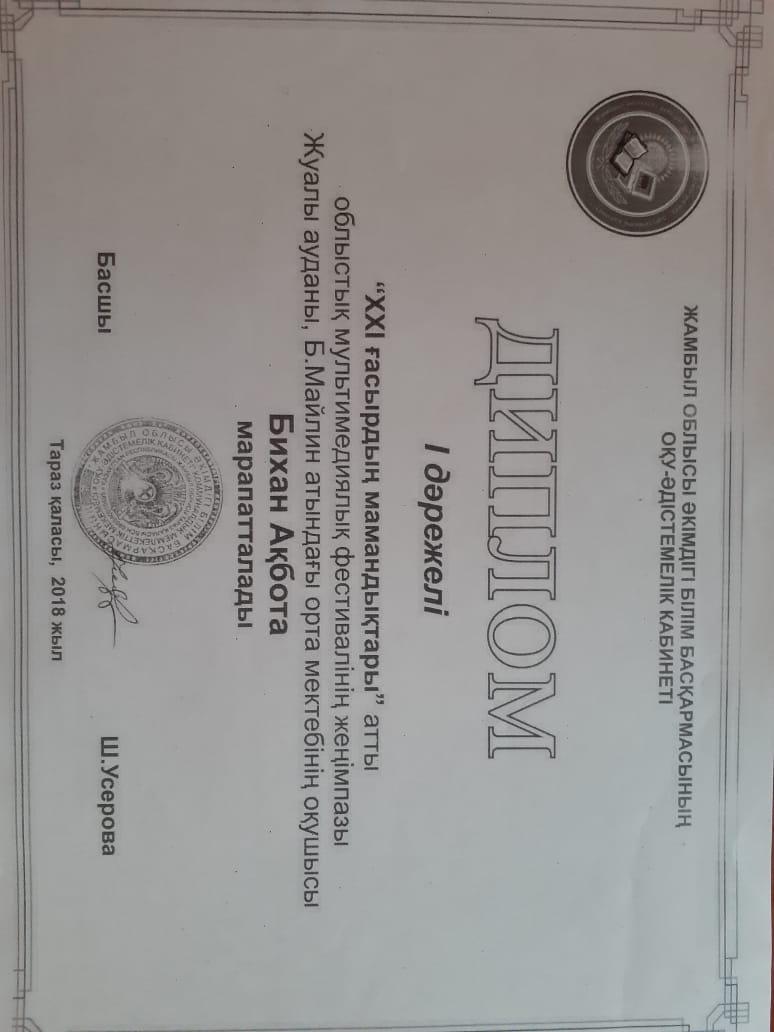 ЖАМБЫЛ ОБЛЫСЫ ӘКІМДІГІ БІЛІМ БАСҚАРМАСЫНЫҢ
ОҚУ-ӘДІСТЕМЕЛІК КАБИНЕТІ
ДИПЛОМ
І дәрежелі
“ХХІ ғасырдың мамандықтары” атты
облыстық мультимедиялық фестивалінің жеңімпазы
Жуалы ауданы, Б.Майлин атындағы орта мектебінің оқушысы
Бихан Ақбота
марапатталады
Басшы Ш.Усерова
Тараз қаласы, 2018 жыл